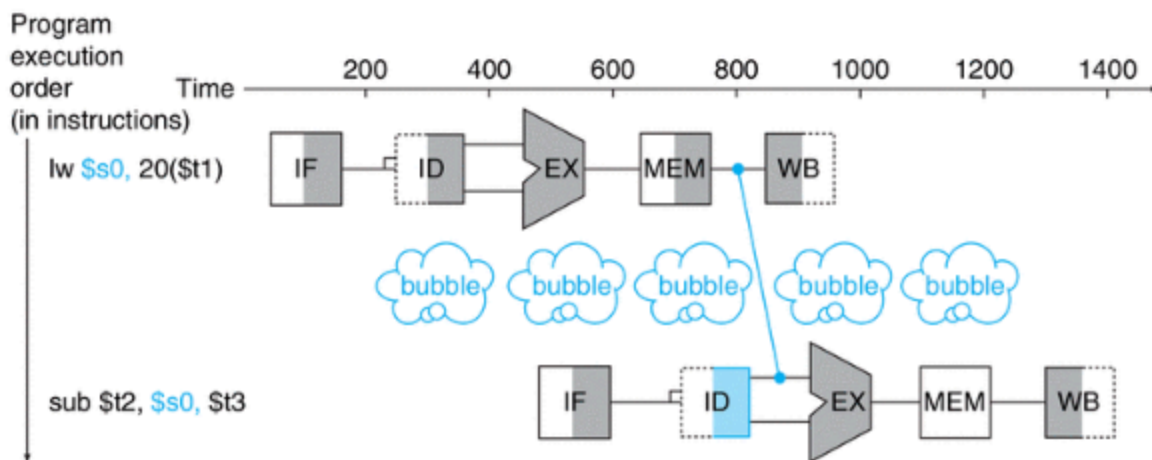 Program
execution
order Time
(in instructions)
200 400 600 800 1000 1200 1400
lw $s0, 20($t1)
IF ID EX MEM WB
bubble bubble bubble bubble bubble
sub $t2, $s0, $t3
IF ID EX MEM WB